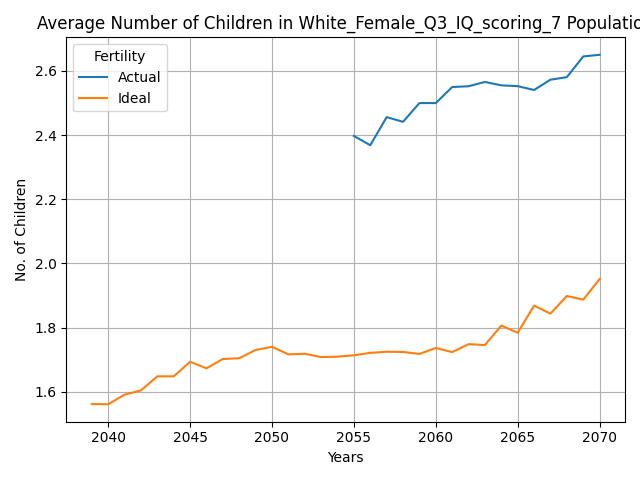 Average Number of Children in White_Female_Q3_IQ_scoring_7 Populatio
Fertility
Actual
Ideal
No. of Children
2.6
2.4
2.2
2.0
1.8
1.6
2040 2045 2050 2055 2060 2065 2070
Years